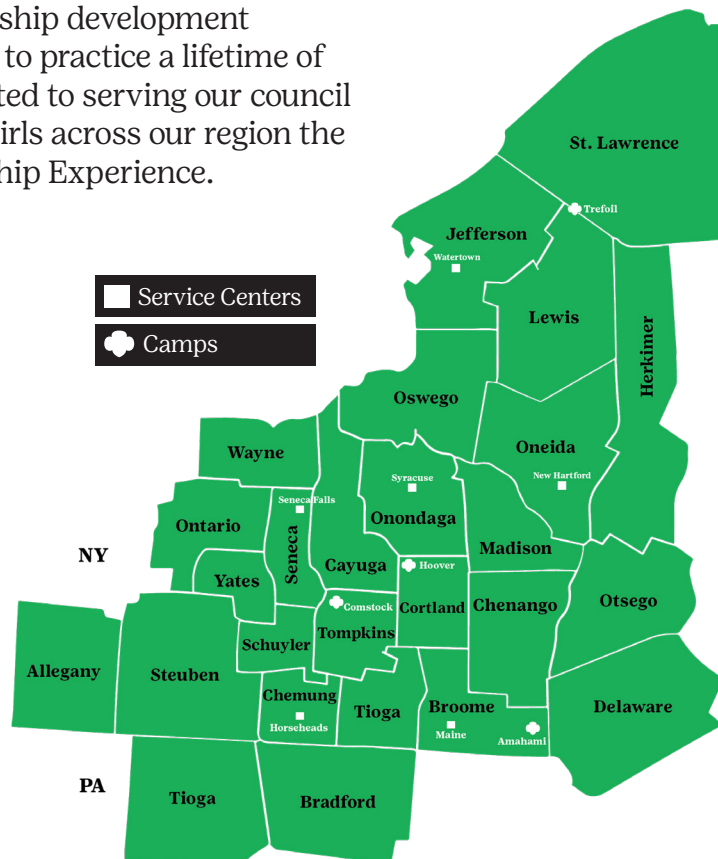 ship development
to practice a lifetime of
ted to serving our council
irls across our region the
hip Experience.
St. Lawrence
Trefoil
Jefferson
Watertown
Service Centers
Camps
Lewis
Herkimer
Oswego
Wayne
Oneida
Syracuse
New Hartford
Seneca Falls
Ontario
Onondaga
Seneca
NY
Madison
Cayuga
Hoover
Yates
Comstock
Cortland
Chenango
Otsego
Tompkins
Schuyler
Allegany
Steuben
Chemung
Tioga
Broome
Delaware
Horseheads
Maine
Amahami
PA
Tioga
Bradford